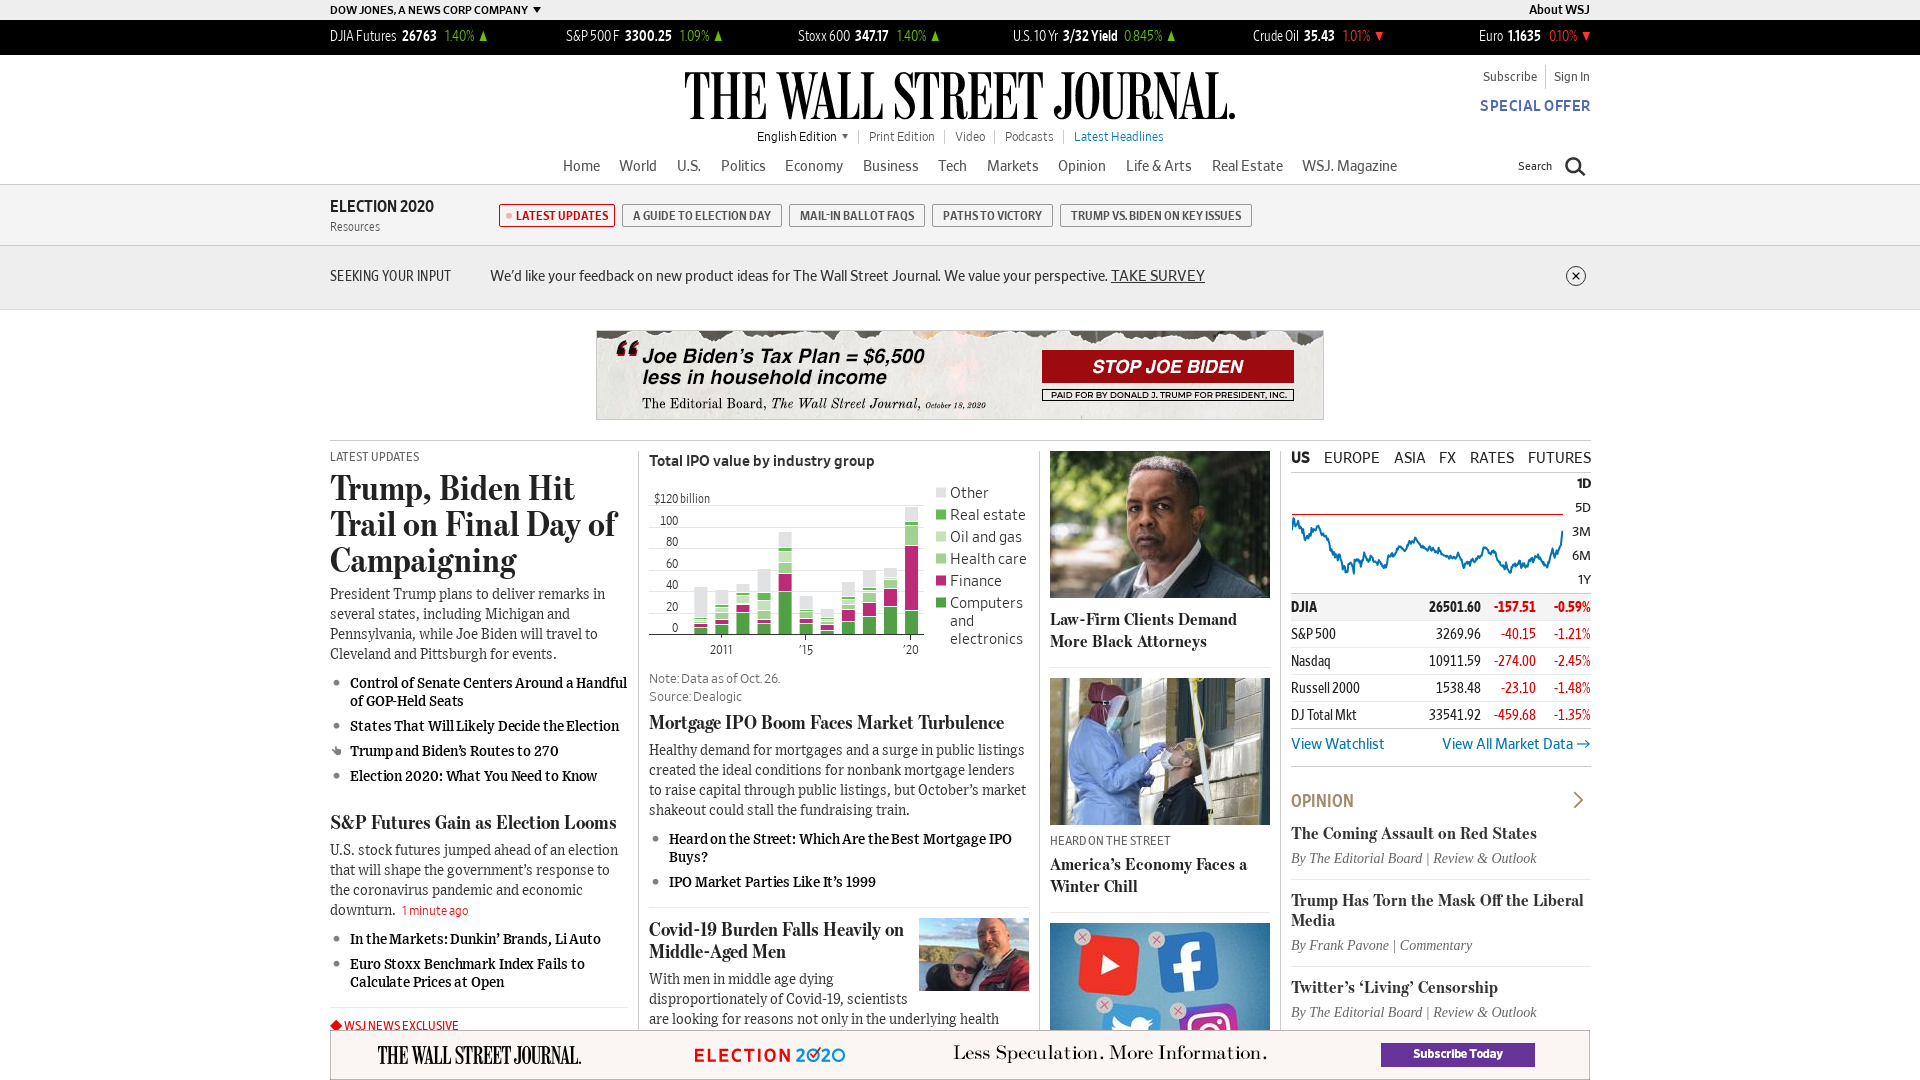 DOW JONES, A NEWS CORP COMPANY
About WSJ
DJIA Futures 26763 1.40%
S&P 500 F 3300.25 1.09%
Stoxx 600 347.17 1.40%
U.S. 10 Yr 3/32 Yield 0.845%
Crude Oil 35.43 1.01%
Euro 1.1635 0.10%
THE WALL STREET JOURNAL.
Subscribe
Sign In
SPECIAL OFFER
English Edition
Print Edition
Video
Podcasts
Latest Headlines
Home
World
U.S.
Politics
Economy
Business
Tech
Markets
Opinion
Life & Arts
Real Estate
WSJ. Magazine
Search
ELECTION 2020
Resources
LATEST UPDATES
A GUIDE TO ELECTION DAY
MAIL-IN BALLOT FAQS
PATHS TO VICTORY
TRUMP VS. BIDEN ON KEY ISSUES
SEEKING YOUR INPUT
We’d like your feedback on new product ideas for The Wall Street Journal. We value your perspective. TAKE SURVEY
“Joe Biden’s Tax Plan = $6,500
less in household income
The Editorial Board, The Wall Street Journal, October 18, 2020
STOP JOE BIDEN
PAID FOR BY DONALD J. TRUMP FOR PRESIDENT, INC.
LATEST UPDATES
Trump, Biden Hit
Trail on Final Day of
Campaigning
President Trump plans to deliver remarks in
several states, including Michigan and
Pennsylvania, while Joe Biden will travel to
Cleveland and Pittsburgh for events.
Control of Senate Centers Around a Handful
of GOP-Held Seats
States That Will Likely Decide the Election
Trump and Biden’s Routes to 270
Election 2020: What You Need to Know
S&P Futures Gain as Election Looms
U.S. stock futures jumped ahead of an election
that will shape the government’s response to
the coronavirus pandemic and economic
downturn. 1 minute ago
In the Markets: Dunkin’ Brands, Li Auto
Euro Stoxx Benchmark Index Fails to
Calculate Prices at Open
WSJ NEWS EXCLUSIVE
Total IPO value by industry group
$120 billion
100
80
60
40
20
0
2011
’15
’20
Other
Real estate
Oil and gas
Health care
Finance
Computers
and
electronics
Note: Data as of Oct. 26.
Source: Dealogic
Mortgage IPO Boom Faces Market Turbulence
Healthy demand for mortgages and a surge in public listings
created the ideal conditions for nonbank mortgage lenders
to raise capital through public listings, but October’s market
shakeout could stall the fundraising train.
Heard on the Street: Which Are the Best Mortgage IPO
Buys?
IPO Market Parties Like It’s 1999
Covid-19 Burden Falls Heavily on
Middle-Aged Men
With men in middle age dying
disproportionately of Covid-19, scientists
are looking for reasons not only in the underlying health
Law-Firm Clients Demand
More Black Attorneys
HEARD ON THE STREET
America’s Economy Faces a
Winter Chill
US
EUROPE
ASIA
FX
RATES
FUTURES
1D
5D
3M
6M
1Y
DJIA 26501.60 -157.51 -0.59%
S&P 500 3269.96 -40.15 -1.21%
Nasdaq 10911.59 -274.00 -2.45%
Russell 2000 1538.48 -23.10 -1.48%
DJ Total Mkt 33541.92 -459.68 -1.35%
View Watchlist
View All Market Data
OPINION
The Coming Assault on Red States
By The Editorial Board | Review & Outlook
Trump Has Torn the Mask Off the Liberal
Media
By Frank Pavone | Commentary
Twitter’s ‘Living’ Censorship
By The Editorial Board | Review & Outlook
THE WALL STREET JOURNAL.
ELECTION 2020
Less Speculation. More Information.
Subscribe Today